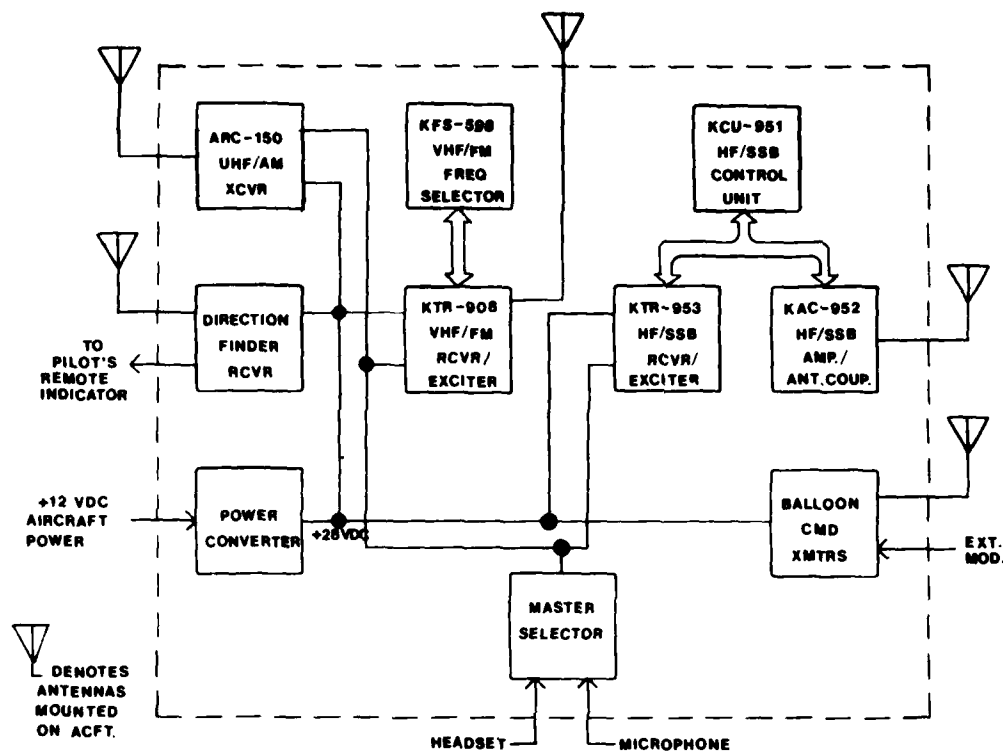 ARC-150
UHF/AM
XCVR
KFS-598
VHF/FM
FREQ
SELECTOR
KCU-951
HF/SSB
CONTROL
UNIT
DIRECTION
FINDER
RCVR
KTR-908
VHF/FM
RCVR/
EXCITER
KTR-953
HF/SSB
RCVR/
EXCITER
KAC-952
HF/SSB
AMP./
ANT. COUP.
TO
PILOT'S
REMOTE
INDICATOR
+12 VDC
AIRCRAFT
POWER
POWER
CONVERTER
+28VDC
BALLOON
CMD
XMTRS
EXT.
MOD.
MASTER
SELECTOR
DENOTES
ANTENNAS
MOUNTED
ON ACFT.
HEADSET
MICROPHONE